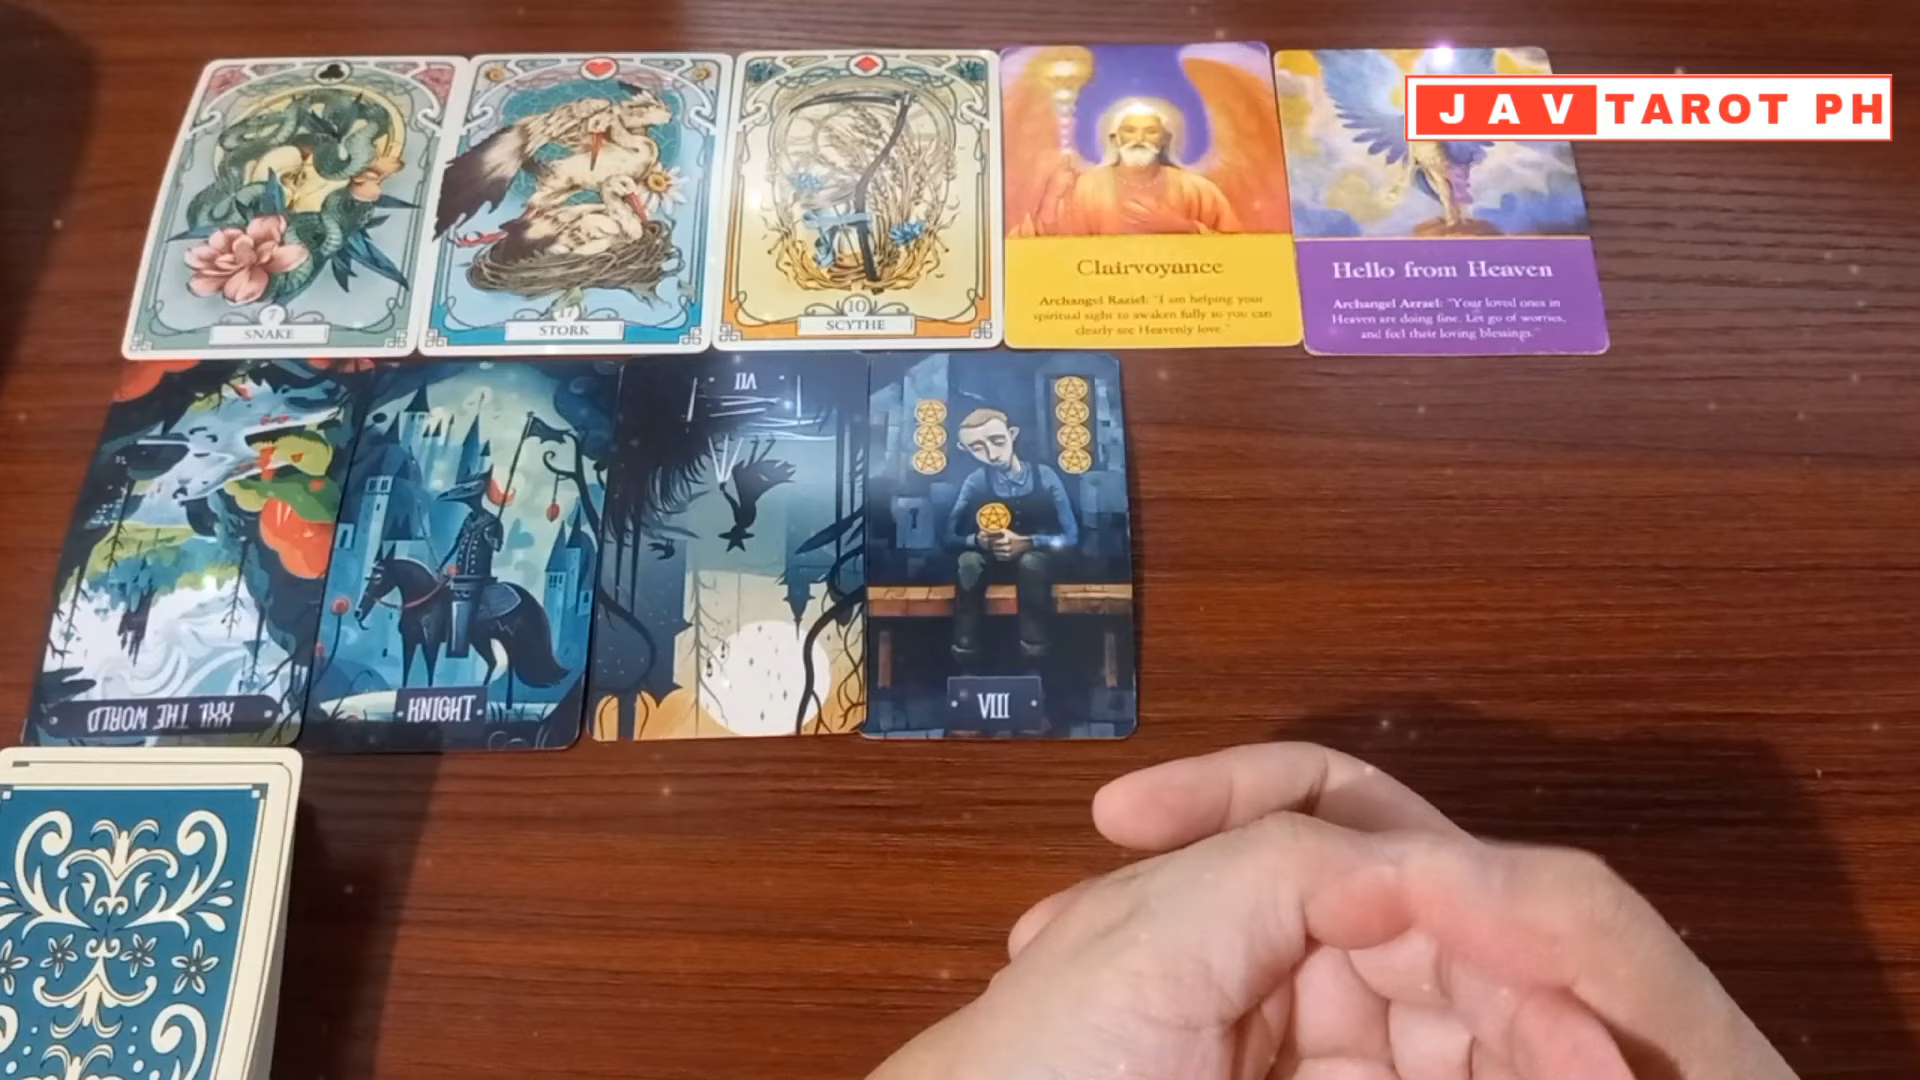 JAV TAROT PH
7
SNAKE
17
STORK
10
SCYTHE
Clairvoyance
Archangel Raziel: "I am helping your
spiritual sight to awaken fully so you can
clearly see Heavenly love."
Hello from Heaven
Archangel Azrael: "Your loved ones in
Heaven are doing fine. Let go of worries,
and feel their loving blessings."
XXI. THE WORLD
KNIGHT
VII
VIII